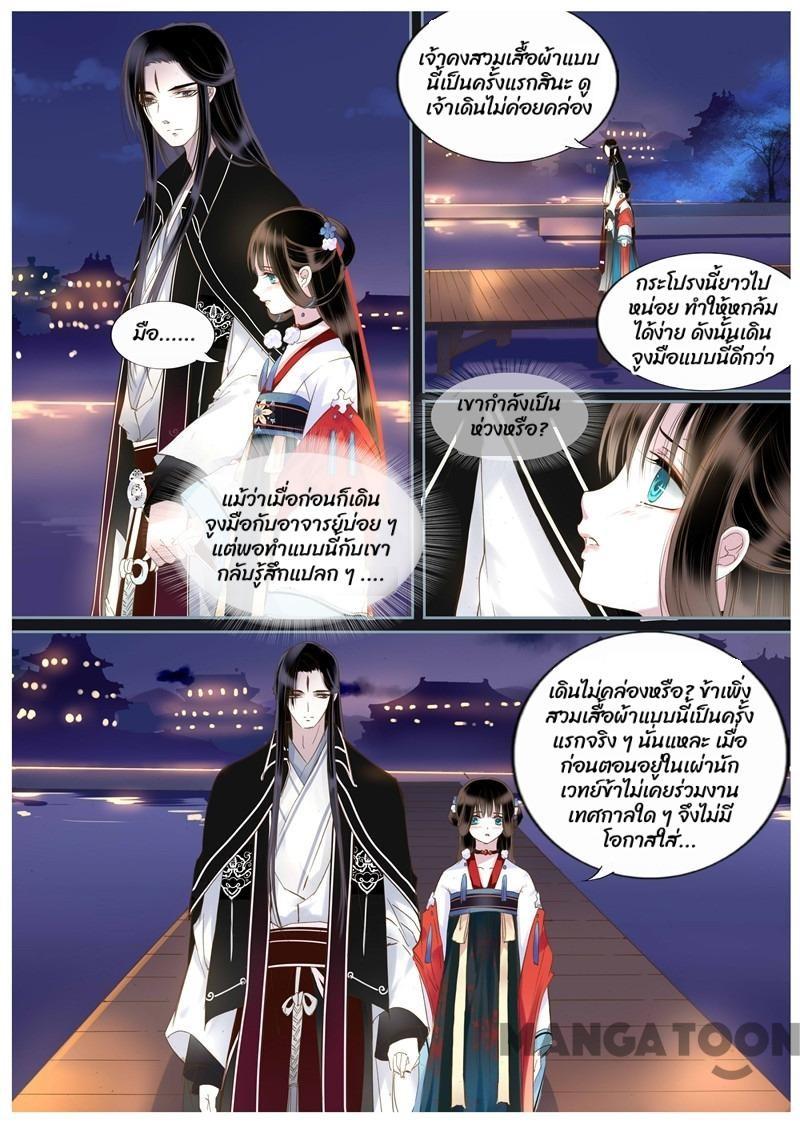 มือ......
แม้ว่าเมื่อก่อนก็เดิน
จูงมือกับอาจารย์บ่อย ๆ
แต่พอทำแบบนี้กับเขา
กลับรู้สึกแปลก ๆ ....
เจ้าคงสวมเสื้อผ้าแบบ
นี้เป็นครั้งแรกสินะ ดู
เจ้าเดินไม่ค่อยคล่อง
กระโปรงนี้ยาวไป
หน่อย ทำให้หกล้ม
ได้ง่าย ดังนั้นเดิน
จูงมือแบบนี้ดีกว่า
เขากำลังเป็น
ห่วงหรือ?
เดินไม่คล่องหรือ? ข้าเพิ่ง
สวมเสื้อผ้าแบบนี้เป็นครั้ง
แรกจริง ๆ นั่นแหละ เมื่อ
ก่อนตอนอยู่ในเผ่านัก
เวทย์ข้าไม่เคยร่วมงาน
เทศกาลใด ๆ จึงไม่มี
โอกาสใส่...
MANGATOON